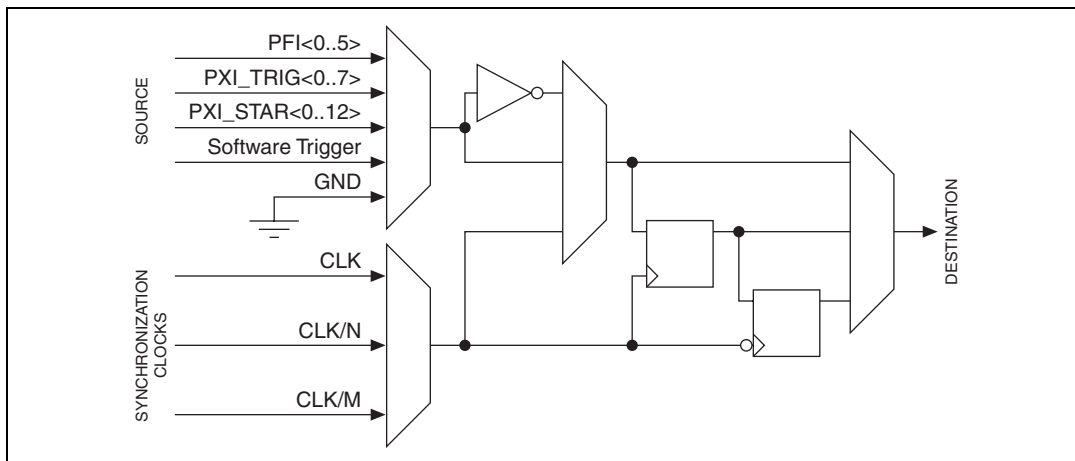 SOURCE
PFI<0..5>
PXI_TRIG<0..7>
PXI_STAR<0..12>
Software Trigger
GND
SYNCHRONIZATION
CLOCKS
CLK
CLK/N
CLK/M
DESTINATION